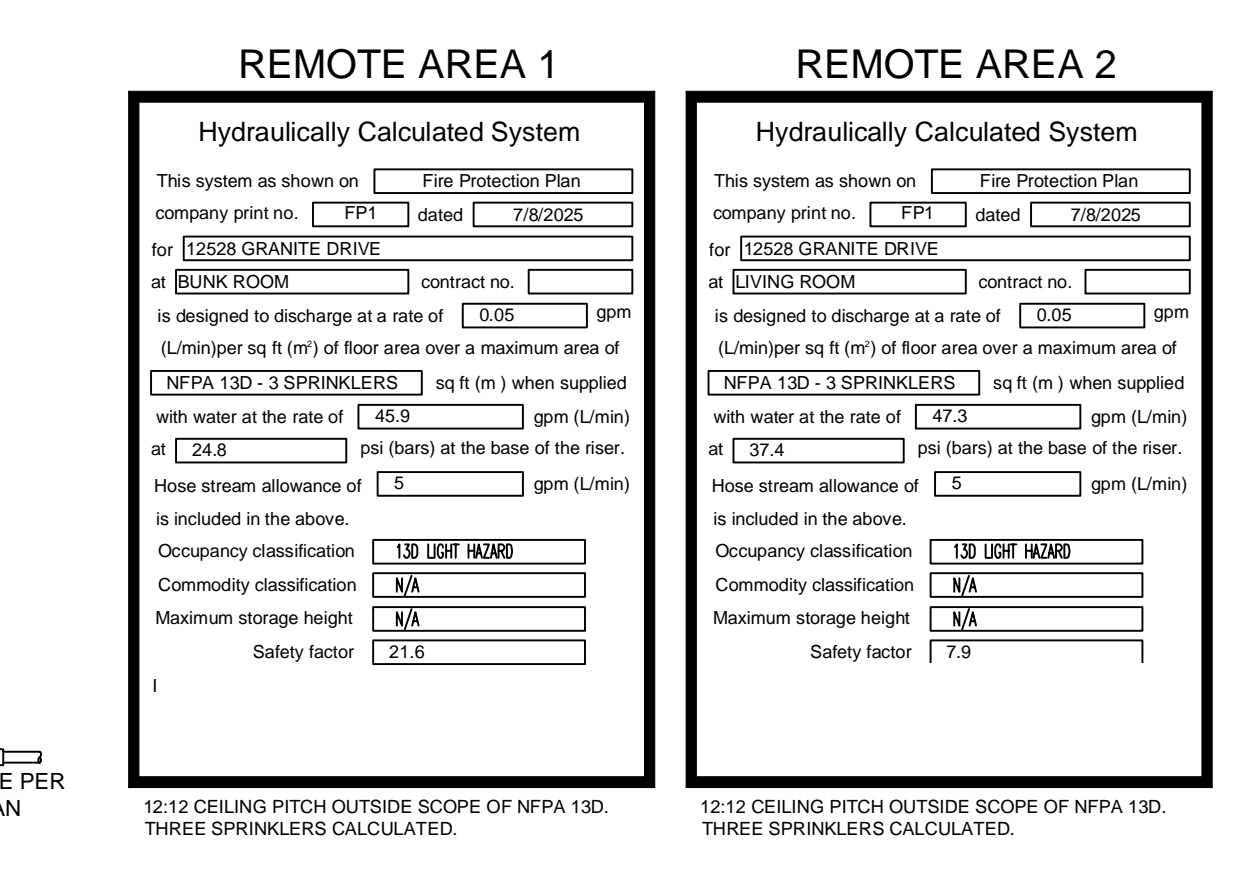 REMOTE AREA 1
Hydraulically Calculated System
This system as shown on Fire Protection Plan
company print no. FP1 dated 7/8/2025
for 12528 GRANITE DRIVE
at BUNK ROOM contract no.
is designed to discharge at a rate of 0.05 gpm
(L/min)per sq ft (m²) of floor area over a maximum area of
NFPA 13D - 3 SPRINKLERS sq ft (m ) when supplied
with water at the rate of 45.9 gpm (L/min)
at 24.8 psi (bars) at the base of the riser.
Hose stream allowance of 5 gpm (L/min)
is included in the above.
Occupancy classification 13D LIGHT HAZARD
Commodity classification N/A
Maximum storage height N/A
Safety factor 21.6
I
12:12 CEILING PITCH OUTSIDE SCOPE OF NFPA 13D.
THREE SPRINKLERS CALCULATED.
REMOTE AREA 2
Hydraulically Calculated System
This system as shown on Fire Protection Plan
company print no. FP1 dated 7/8/2025
for 12528 GRANITE DRIVE
at LIVING ROOM contract no.
is designed to discharge at a rate of 0.05 gpm
(L/min)per sq ft (m²) of floor area over a maximum area of
NFPA 13D - 3 SPRINKLERS sq ft (m ) when supplied
with water at the rate of 47.3 gpm (L/min)
at 37.4 psi (bars) at the base of the riser.
Hose stream allowance of 5 gpm (L/min)
is included in the above.
Occupancy classification 13D LIGHT HAZARD
Commodity classification N/A
Maximum storage height N/A
Safety factor 7.9
12:12 CEILING PITCH OUTSIDE SCOPE OF NFPA 13D.
THREE SPRINKLERS CALCULATED.
E PER
AN